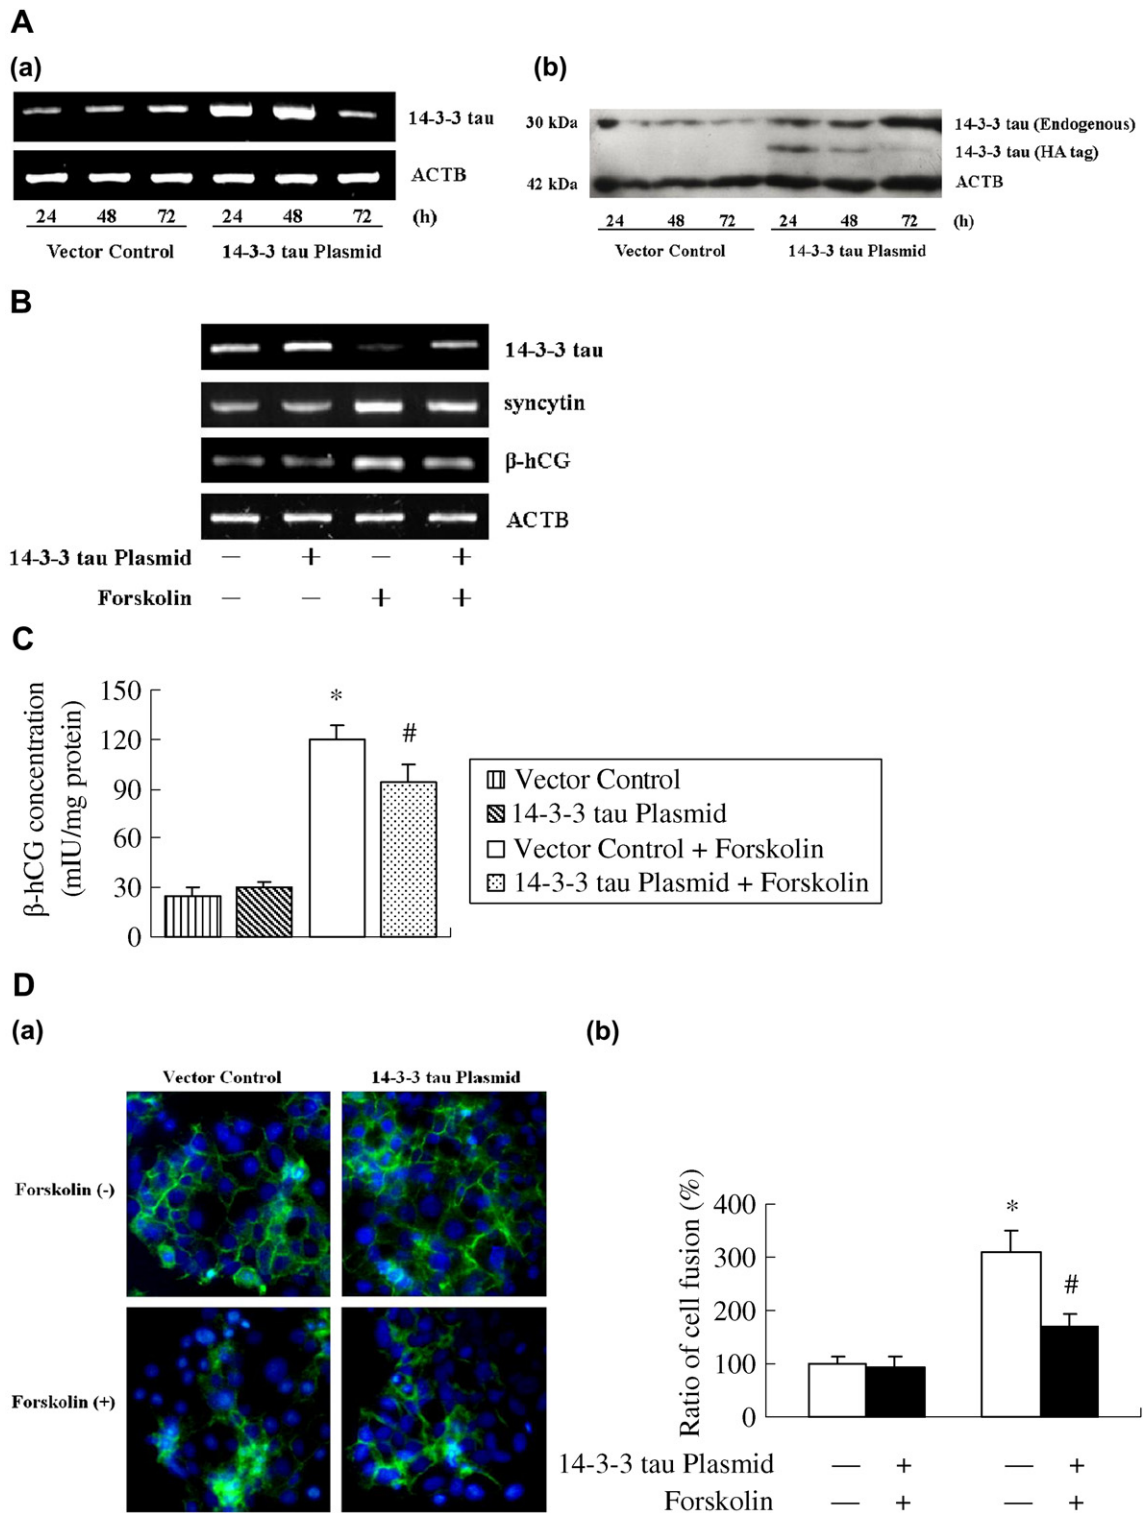 A
(a)
14-3-3 tau
ACTB
24 48 72 24 48 72 (h)
Vector Control 14-3-3 tau Plasmid
(b)
30 kDa 14-3-3 tau (Endogenous)
14-3-3 tau (HA tag)
42 kDa ACTB
24 48 72 24 48 72 (h)
Vector Control 14-3-3 tau Plasmid
B
14-3-3 tau
syncytin
β-hCG
ACTB
14-3-3 tau Plasmid — + — +
Forskolin — — + +
C
β-hCG concentration
(mIU/mg protein)
150
120
90
60
30
0
*
#
Vector Control
14-3-3 tau Plasmid
Vector Control + Forskolin
14-3-3 tau Plasmid + Forskolin
D
(a)
Vector Control 14-3-3 tau Plasmid
Forskolin (-)
Forskolin (+)
(b)
Ratio of cell fusion (%)
400
300
200
100
0
*
#
14-3-3 tau Plasmid — + — +
Forskolin — + — +